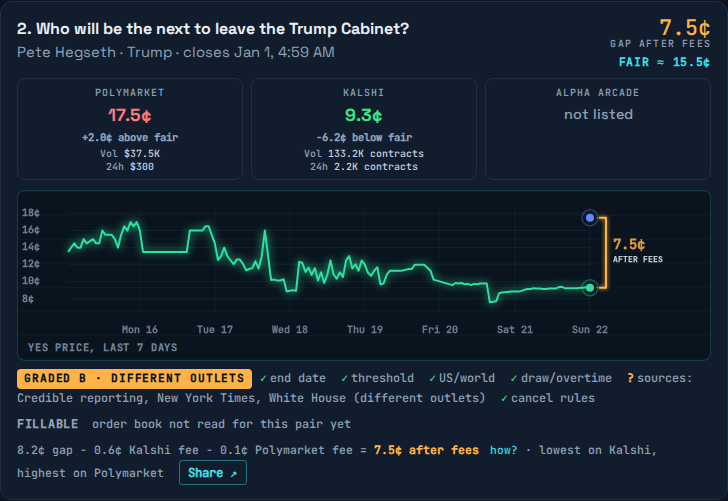 2. Who will be the next to leave the Trump Cabinet?
7.5¢
Pete Hegseth · Trump · closes Jan 1, 4:59 AM
GAP AFTER FEES
FAIR ≈ 15.5¢
POLYMARKET
17.5¢
+2.0¢ above fair
Vol $37.5K
24h $300
KALSHI
9.3¢
-6.2¢ below fair
Vol 133.2K contracts
24h 2.2K contracts
ALPHA ARCADE
not listed
18¢
16¢
14¢
12¢
10¢
8¢
7.5¢
AFTER FEES
Mon 16 Tue 17 Wed 18 Thu 19 Fri 20 Sat 21 Sun 22
YES PRICE, LAST 7 DAYS
GRADED B · DIFFERENT OUTLETS ✓ end date ✓ threshold ✓ US/world ✓ draw/overtime ? sources:
Credible reporting, New York Times, White House (different outlets) ✓ cancel rules
FILLABLE order book not read for this pair yet
8.2¢ gap - 0.6¢ Kalshi fee - 0.1¢ Polymarket fee = 7.5¢ after fees how? · lowest on Kalshi,
highest on Polymarket Share ↗